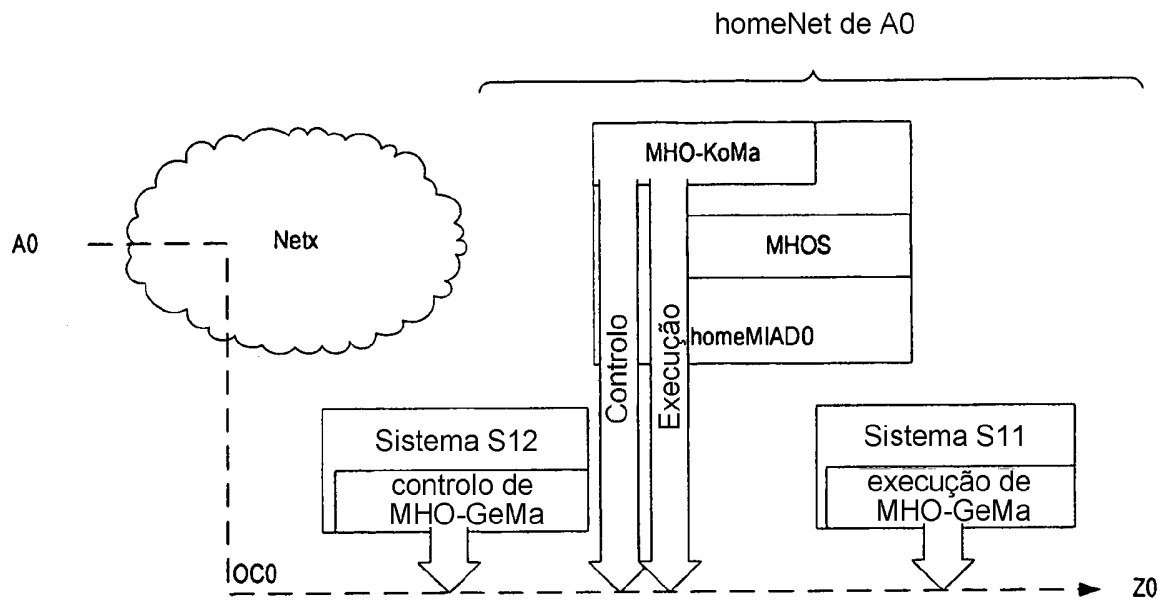 homeNet de A0
MHO-KoMa
A0
Netx
MHOS
Controlo
Execução
homeMIAD0
Sistema S12
controlo de
MHO-GeMa
Sistema S11
execução de
MHO-GeMa
OC0
Z0